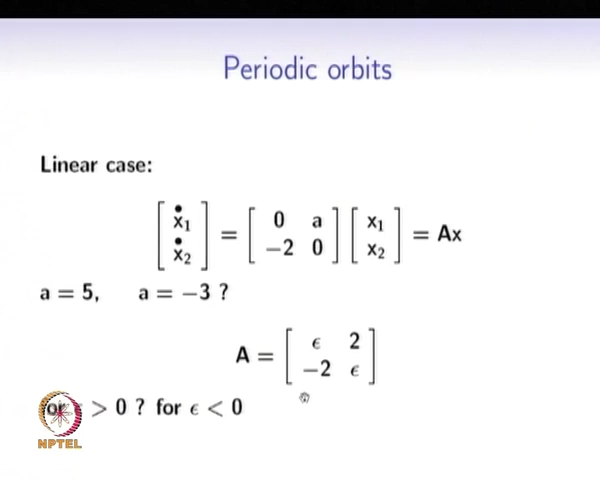 Periodic orbits
Linear case:
[ ẋ1 ẋ2 ] = [ 0 a −2 0 ] [ x1 x2 ] = Ax
a = 5, a = −3 ?
A = [ ϵ 2 −2 ϵ ]
> 0 ? for ϵ < 0
NPTEL